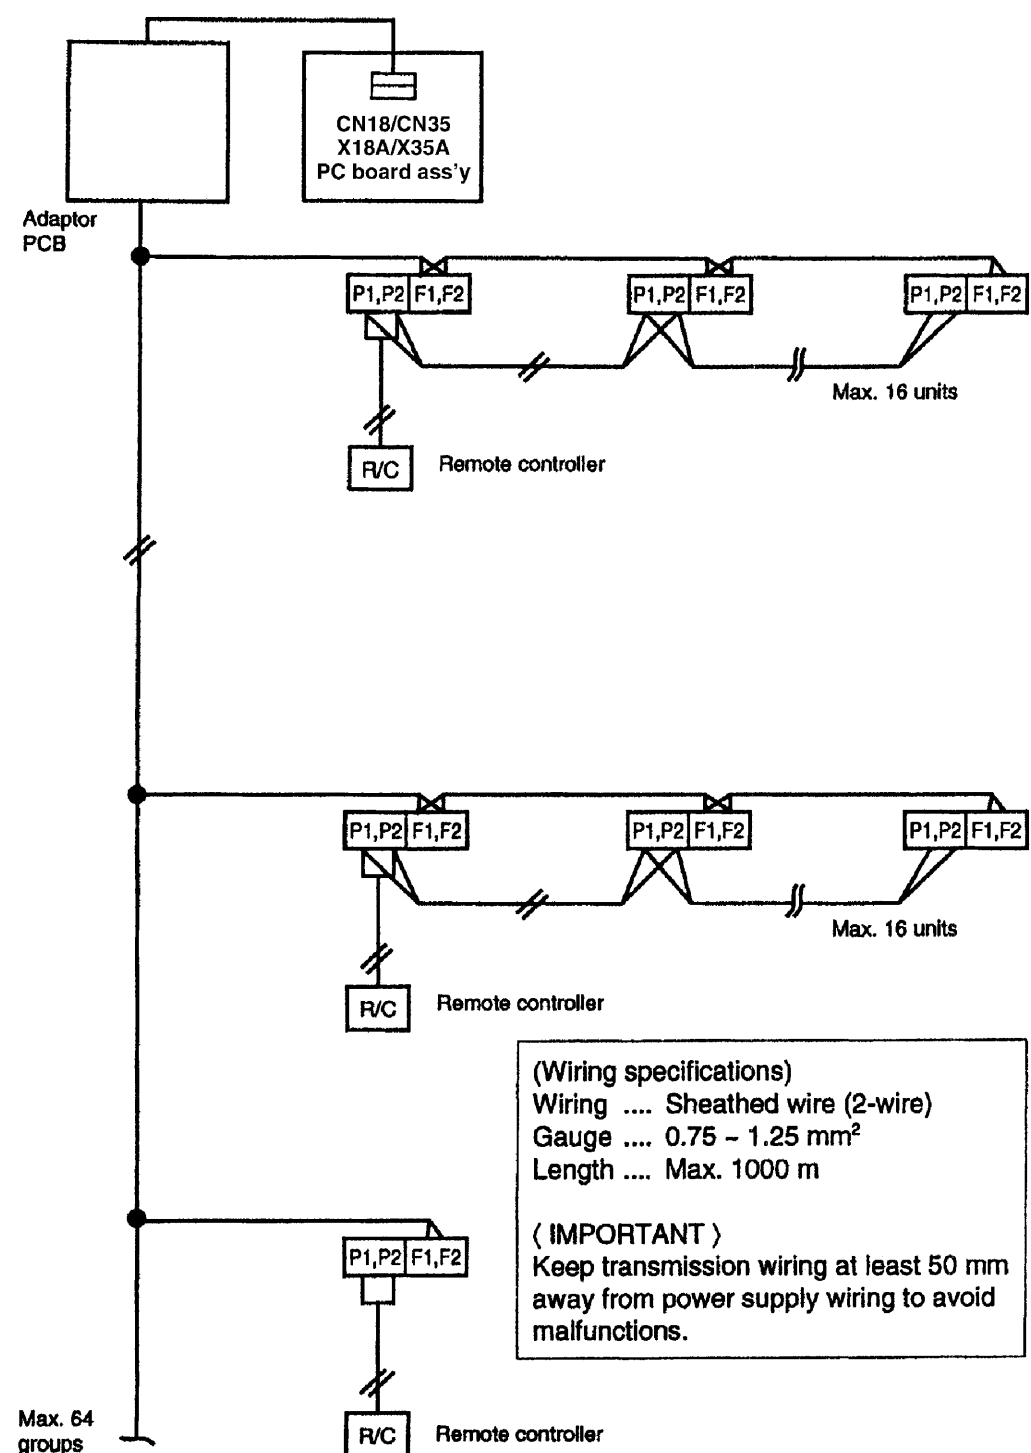 CN18/CN35
X18A/X35A
PC board ass'y
Adaptor
PCB
P1,P2 F1,F2
P1,P2 F1,F2
P1,P2 F1,F2
Max. 16 units
R/C
Remote controller
P1,P2 F1,F2
P1,P2 F1,F2
P1,P2 F1,F2
Max. 16 units
R/C
Remote controller
(Wiring specifications)
Wiring .... Sheathed wire (2-wire)
Gauge .... 0.75 – 1.25 mm²
Length .... Max. 1000 m
⟨ IMPORTANT ⟩
Keep transmission wiring at least 50 mm
away from power supply wiring to avoid
malfunctions.
P1,P2 F1,F2
Max. 64
groups
R/C
Remote controller